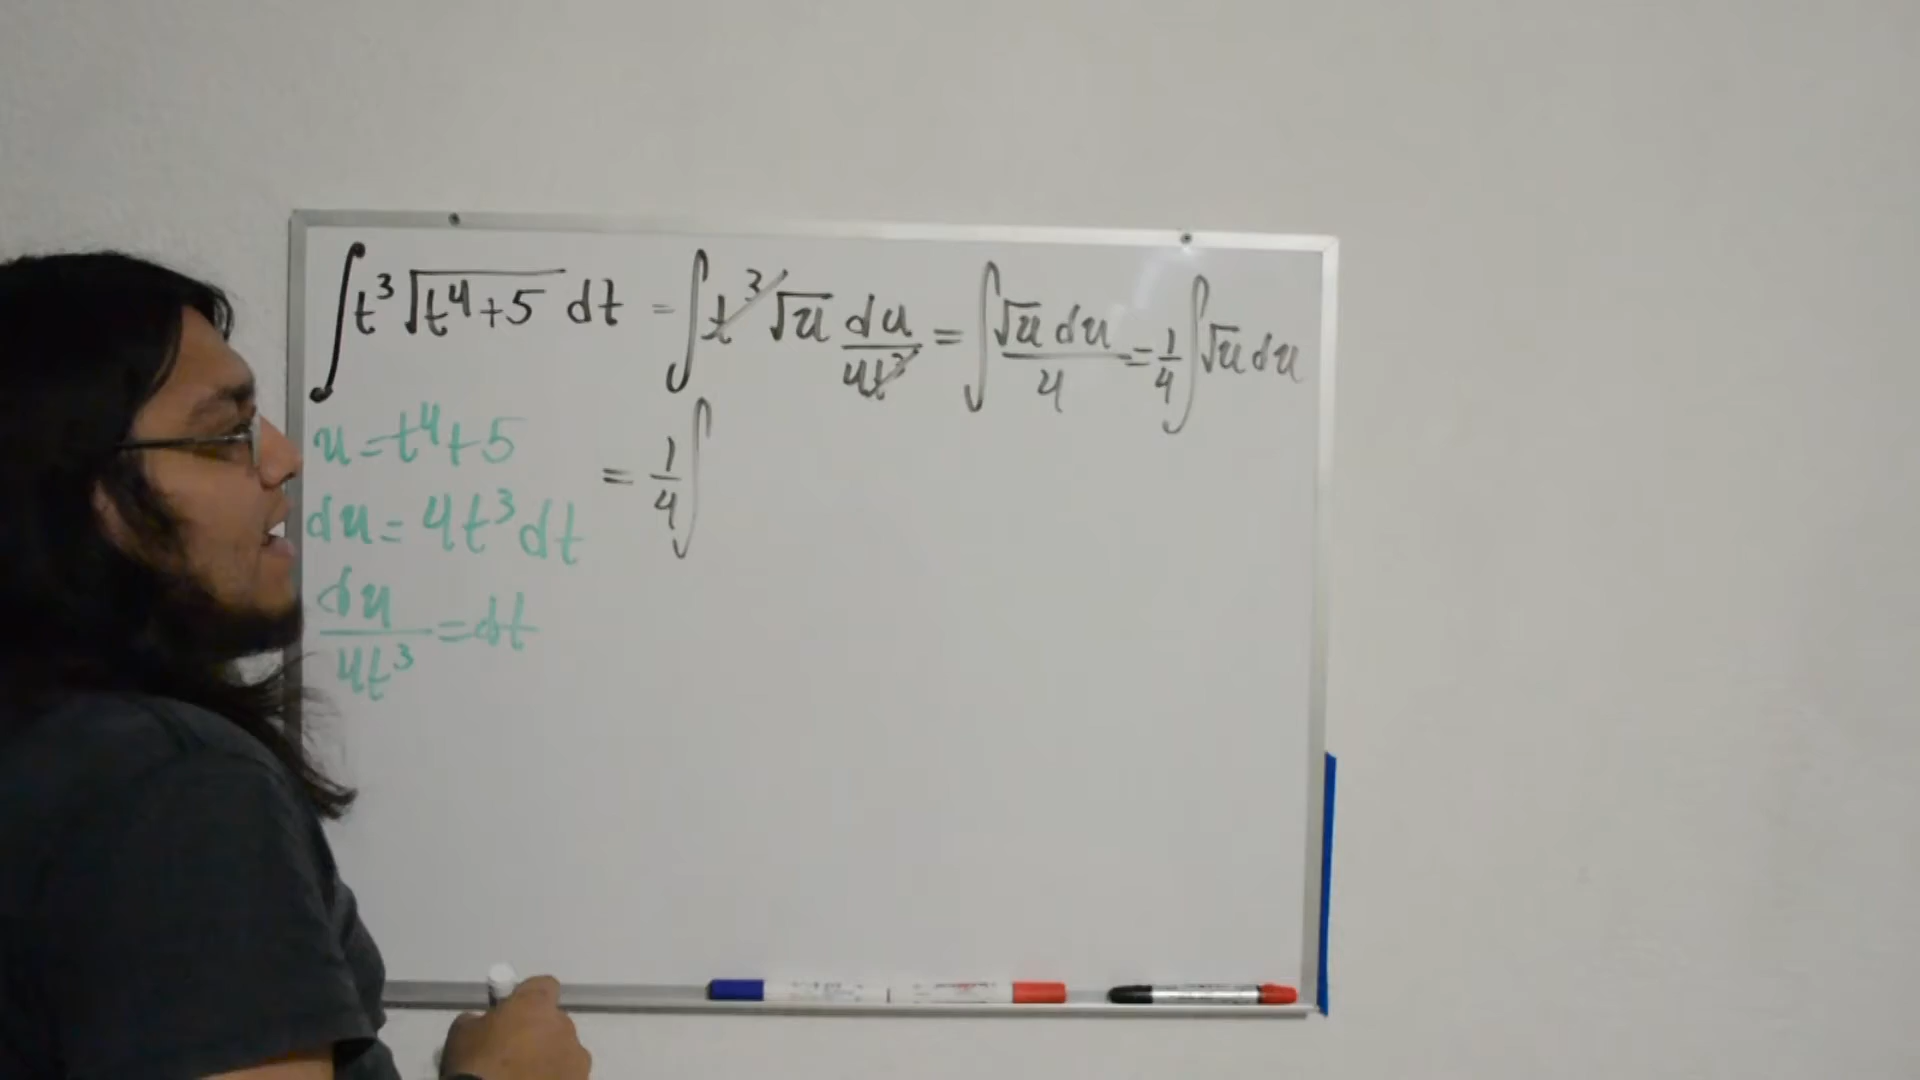 ∫t³√(t⁴+5) dt = ∫t³√u du/4t³ = ∫√u du/4 = 1/4∫√u du
u=t⁴+5
= 1/4∫
du=4t³dt
du/4t³=dt